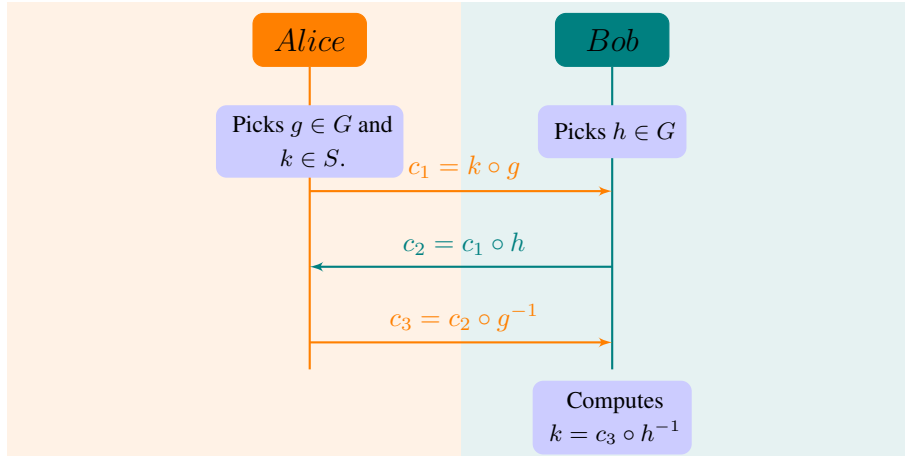 Alice
Bob
Picks g ∈ G and
k ∈ S.
Picks h ∈ G
c₁ = k ∘ g
c₂ = c₁ ∘ h
c₃ = c₂ ∘ g⁻¹
Computes
k = c₃ ∘ h⁻¹